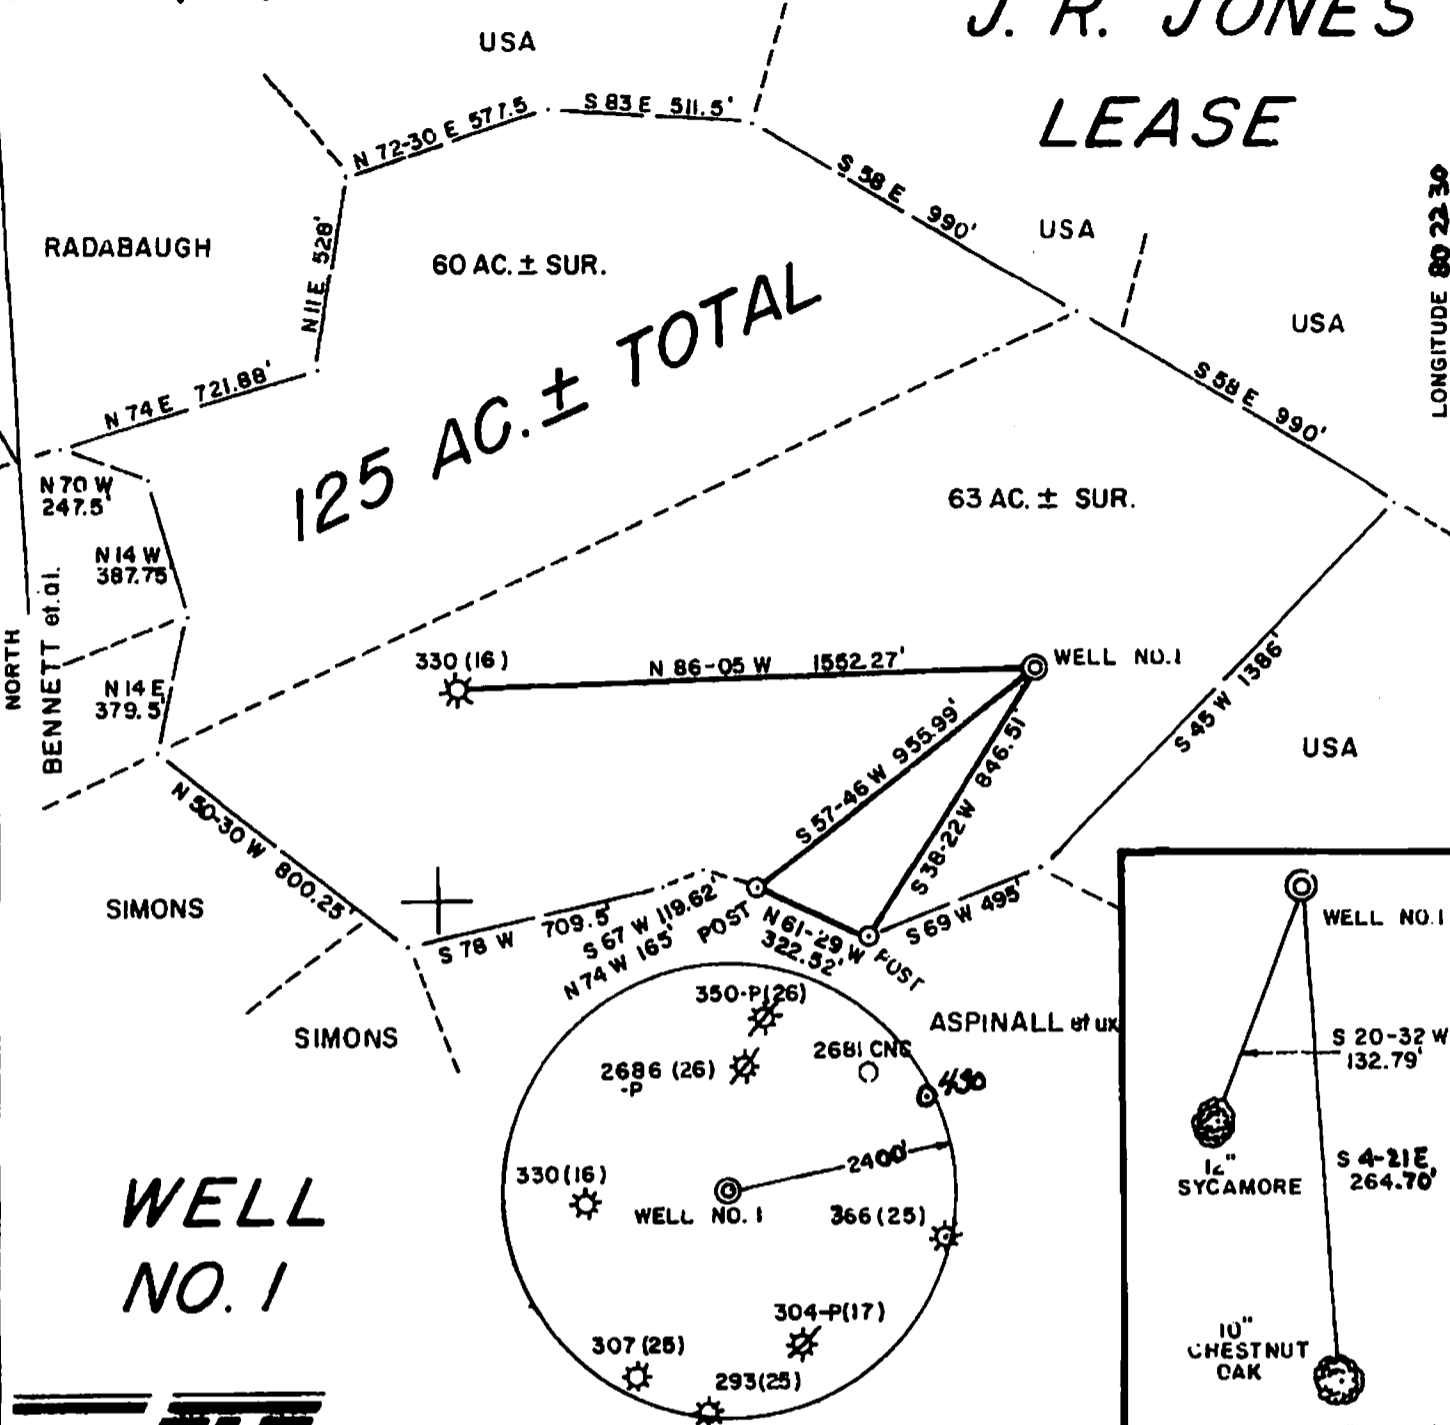 J. R. JONES
LEASE
USA
N 72-30 E 577.5
S 83 E 511.5'
S 58 E 990'
USA
LONGITUDE 80 22 30
RADABAUGH
N 11 E 528'
60 AC. ± SUR.
125 AC. ± TOTAL
USA
N 74 E 721.88'
S 58 E 990'
N 70 W
247.5'
63 AC. ± SUR.
N 14 W
387.75'
NORTH
BENNETT et.al.
N 14 E
379.5'
330 (16)
N 86-05 W 1552.27'
WELL NO. 1
S 57-46 W 955.99'
S 38-22 W 846.51'
S 45 W 1386'
USA
N 50-30 W 800.25'
SIMONS
S 78 W 709.5'
S 67 W 119.62'
N 74 W 165'
POST
N 61-29 W
322.52'
POST
S 69 W 495'
SIMONS
ASPINALL et ux
350-P(26)
2686 (26)
-P
2681 CNG
430
330 (16)
2400'
WELL NO. 1
366 (25)
304-P(17)
307 (25)
293 (25)
WELL
NO. 1
WELL NO. 1
S 20-32 W
132.79'
12"
SYCAMORE
S 4-21 E
264.70'
10"
CHESTNUT
OAK